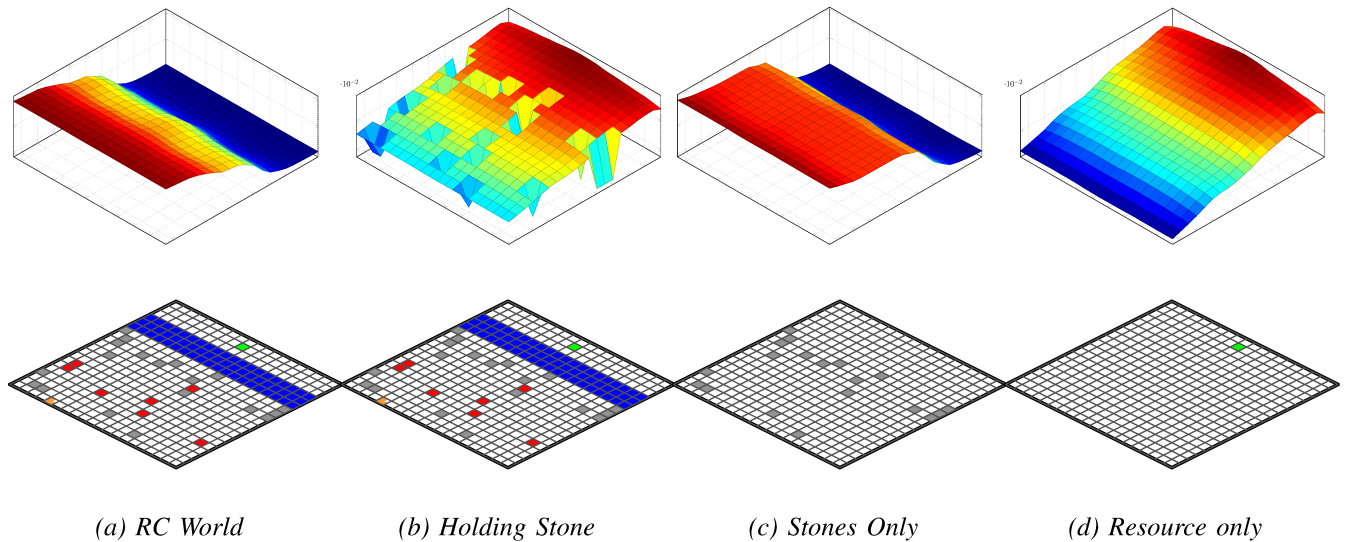 ·10⁻²
·10⁻²
(a) RC World
(b) Holding Stone
(c) Stones Only
(d) Resource only